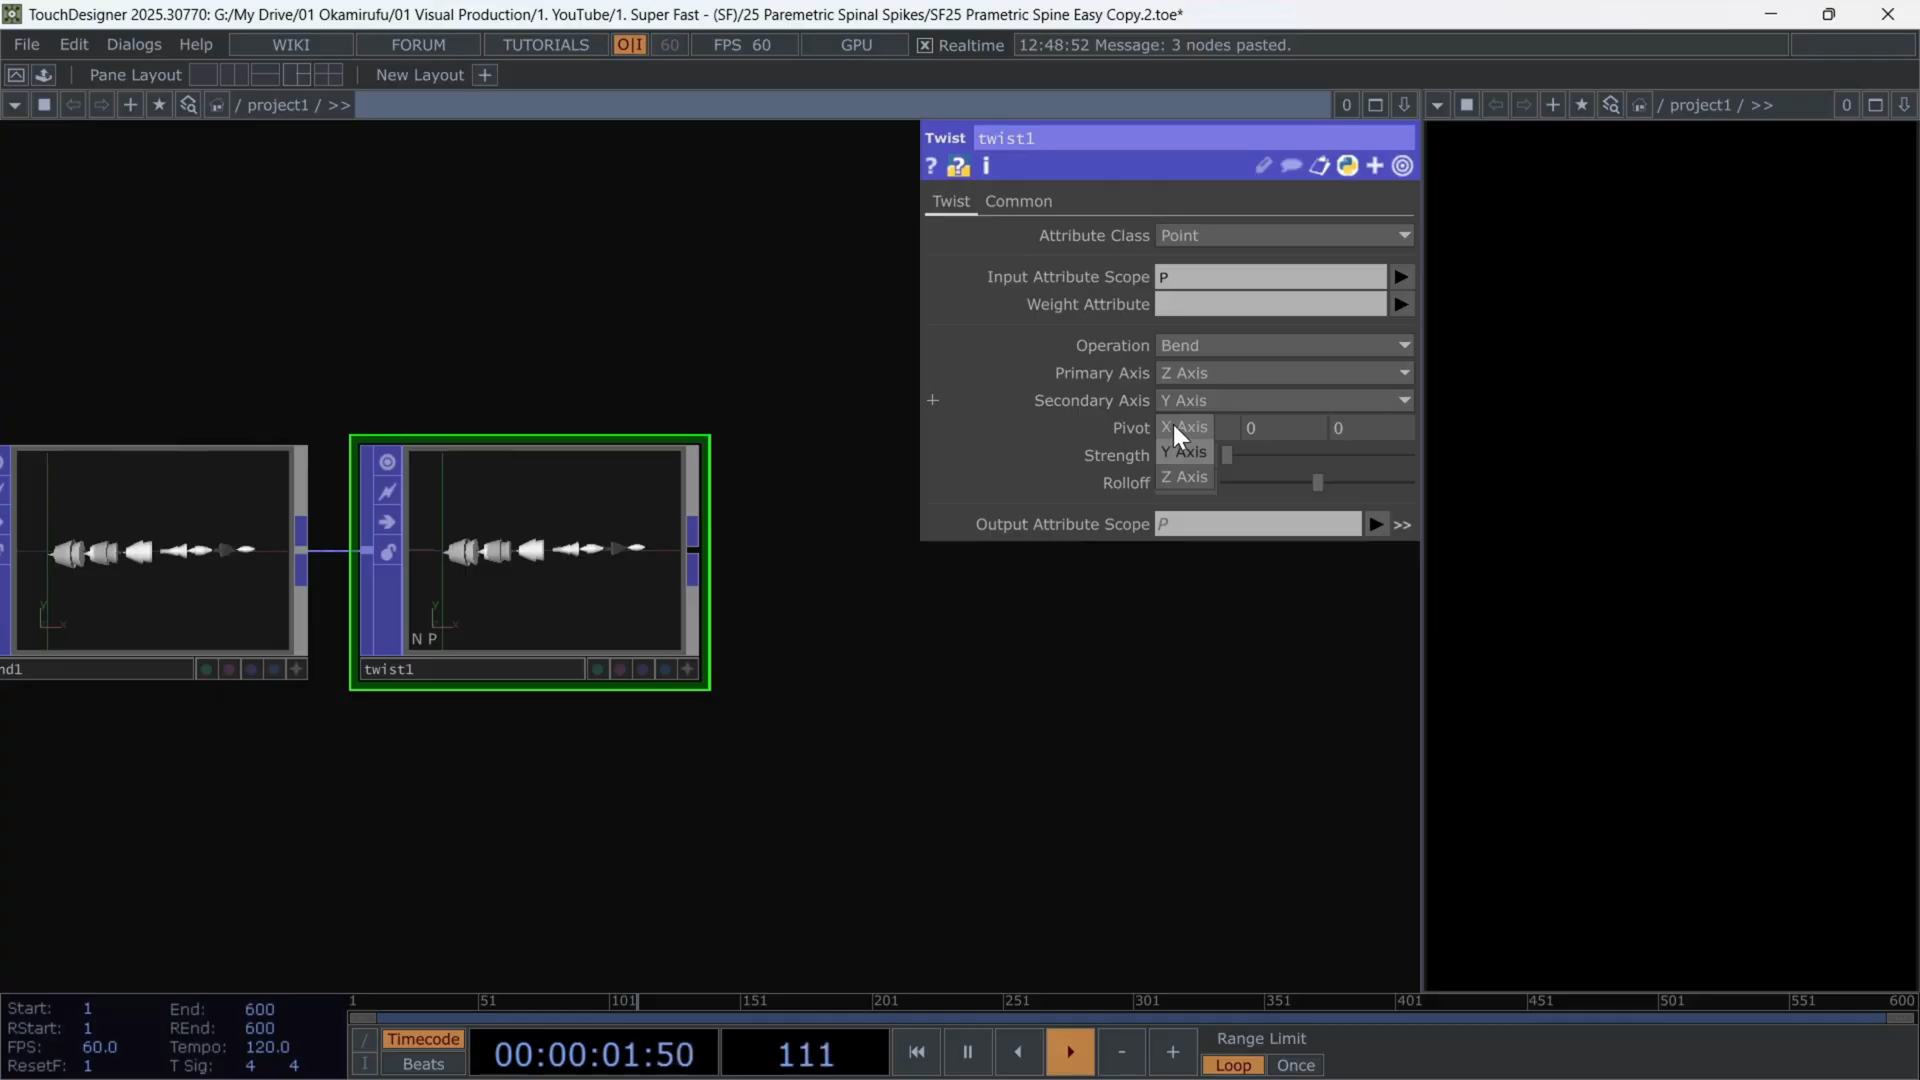 TouchDesigner 2025.30770: G:/My Drive/01 Okamirufu/01 Visual Production/1. YouTube/1. Super Fast - (SF)/25 Paremetric Spinal Spikes/SF25 Prametric Spine Easy Copy.2.toe*
File Edit Dialogs Help WIKI FORUM TUTORIALS O|I 60 FPS 60 GPU X Realtime 12:48:52 Message: 3 nodes pasted.
Pane Layout New Layout +
/ project1 / >> 0 / project1 / >> 0
Twist twist1
? ? i
Twist Common
Attribute Class Point
Input Attribute Scope P
Weight Attribute
Operation Bend
Primary Axis Z Axis
+ Secondary Axis Y Axis
Pivot X Axis 0 0
Strength Y Axis
Rolloff Z Axis
Output Attribute Scope P >>
y x
y x
N P
nd1
twist1
1 51 101 151 201 251 301 351 401 451 501 551 600
Start: 1 End: 600
RStart: 1 REnd: 600
FPS: 60.0 Tempo: 120.0
ResetF: 1 T Sig: 4 4
/ Timecode
I Beats
00:00:01:50 111
- +
Range Limit
Loop Once